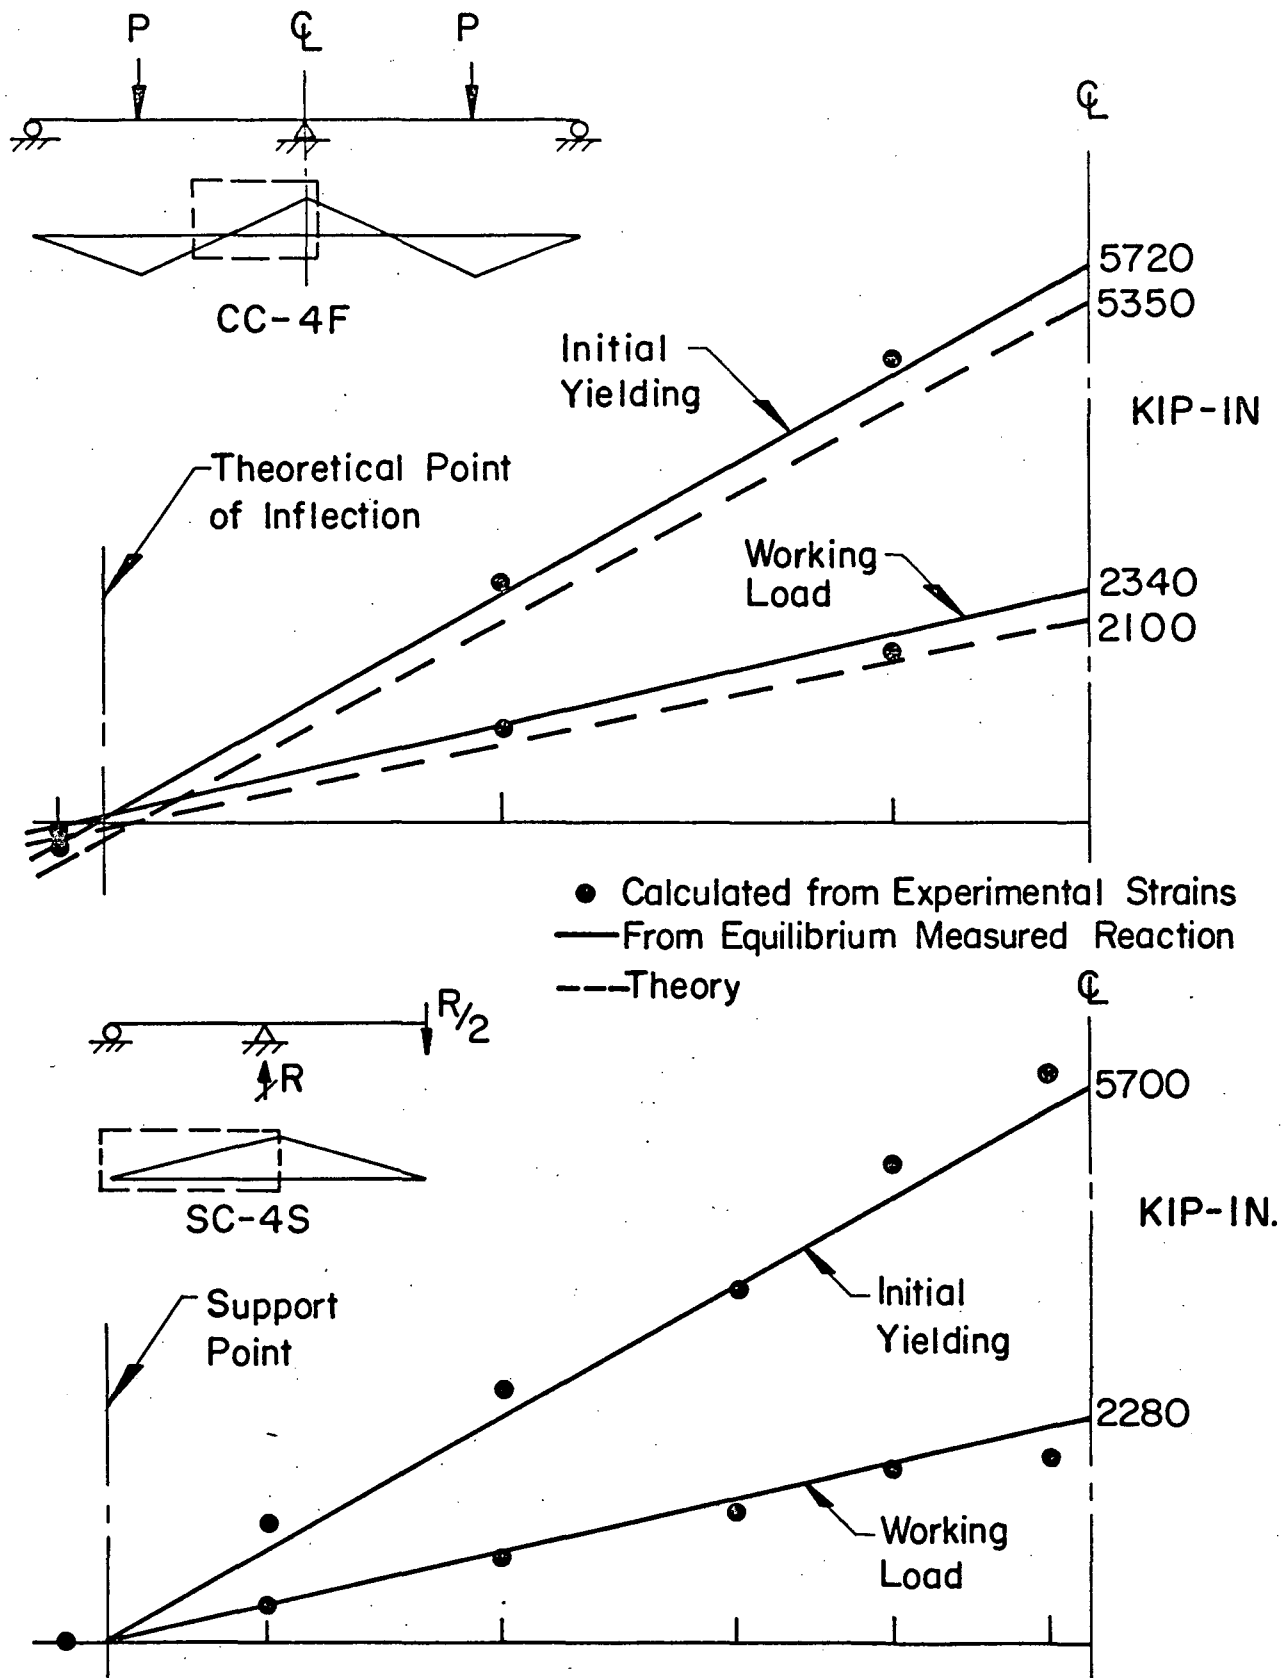 P ℄ P
℄
CC-4F
5720
5350
Initial
Yielding
KIP-IN
Theoretical Point
of Inflection
Working
Load
2340
2100
Calculated from Experimental Strains
From Equilibrium Measured Reaction
Theory
℄
R/2
R
SC-4S
5700
KIP-IN.
Support
Point
Initial
Yielding
2280
Working
Load